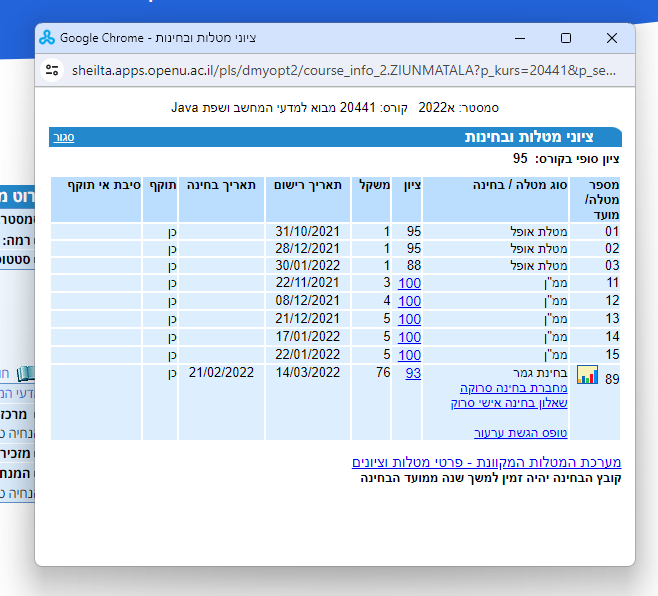 ציוני מטלות ובחינות - Google Chrome
sheilta.apps.openu.ac.il/pls/dmyopt2/course_info_2.ZIUNMATALA?p_kurs=20441&p_se...
סמסטר: 2022א קורס: 20441 מבוא למדעי המחשב ושפת Java
ציוני מטלות ובחינות סגור
ציון סופי בקורס: 95
מספר מטלה/ מועד סוג מטלה / בחינה ציון משקל תאריך רישום תאריך בחינה תוקף סיבת אי תוקף
01 מטלת אופל 95 1 31/10/2021 כן
02 מטלת אופל 95 1 28/12/2021 כן
03 מטלת אופל 88 1 30/01/2022 כן
11 ממ"ן 100 3 22/11/2021 כן
12 ממ"ן 100 4 08/12/2021 כן
13 ממ"ן 100 5 21/12/2021 כן
14 ממ"ן 100 5 17/01/2022 כן
15 ממ"ן 100 5 22/01/2022 כן
89 בחינת גמר 93 76 14/03/2022 21/02/2022 כן
מחברת בחינה סרוקה
שאלון בחינה אישי סרוק
טופס הגשת ערעור
מערכת המטלות המקוונת - פרטי מטלות וציונים
קובץ הבחינה יהיה זמין למשך שנה ממועד הבחינה